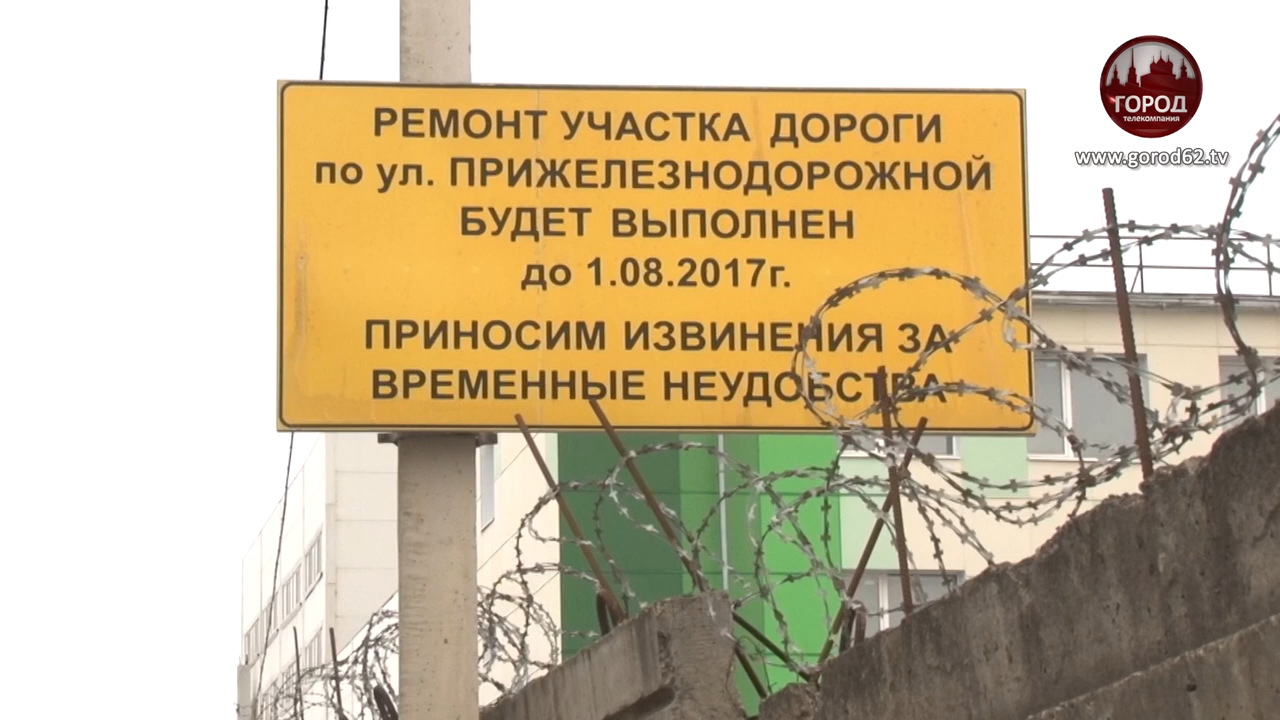 РЕМОНТ УЧАСТКА ДОРОГИ
по ул. ПРИЖЕЛЕЗНОДОРОЖНОЙ
БУДЕТ ВЫПОЛНЕН
до 1.08.2017г.
ПРИНОСИМ ИЗВИНЕНИЯ ЗА
ВРЕМЕННЫЕ НЕУДОБСТВА
ГОРОД
телекомпания
www.gorod62.tv